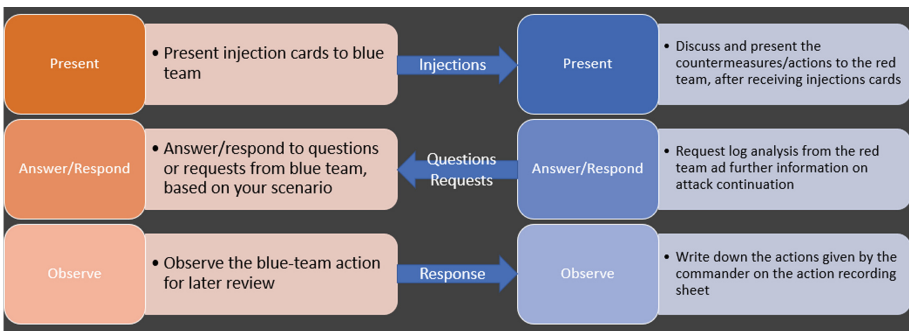 Present
• Present injection cards to blue
team
Injections
Present
• Discuss and present the
countermeasures/actions to the red
team, after receiving injections cards
Answer/Respond
• Answer/respond to questions
or requests from blue team,
based on your scenario
Questions
Requests
Answer/Respond
• Request log analysis from the red
team ad further information on
attack continuation
Observe
• Observe the blue-team action
for later review
Response
Observe
• Write down the actions given by the
commander on the action recording
sheet